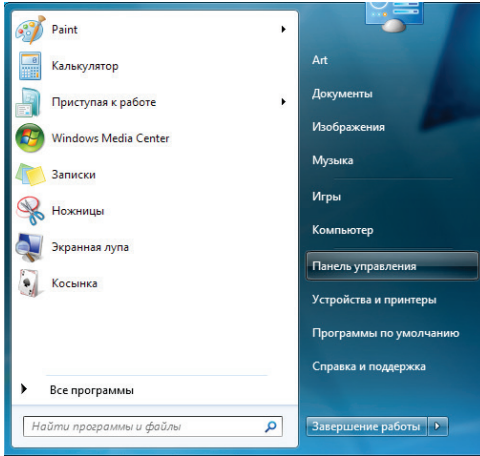 Paint
Калькулятор
Приступая к работе
Windows Media Center
Записки
Ножницы
Экранная лупа
Косынка
Все программы
Найти программы и файлы
Art
Документы
Изображения
Музыка
Игры
Компьютер
Панель управления
Устройства и принтеры
Программы по умолчанию
Справка и поддержка
Завершение работы